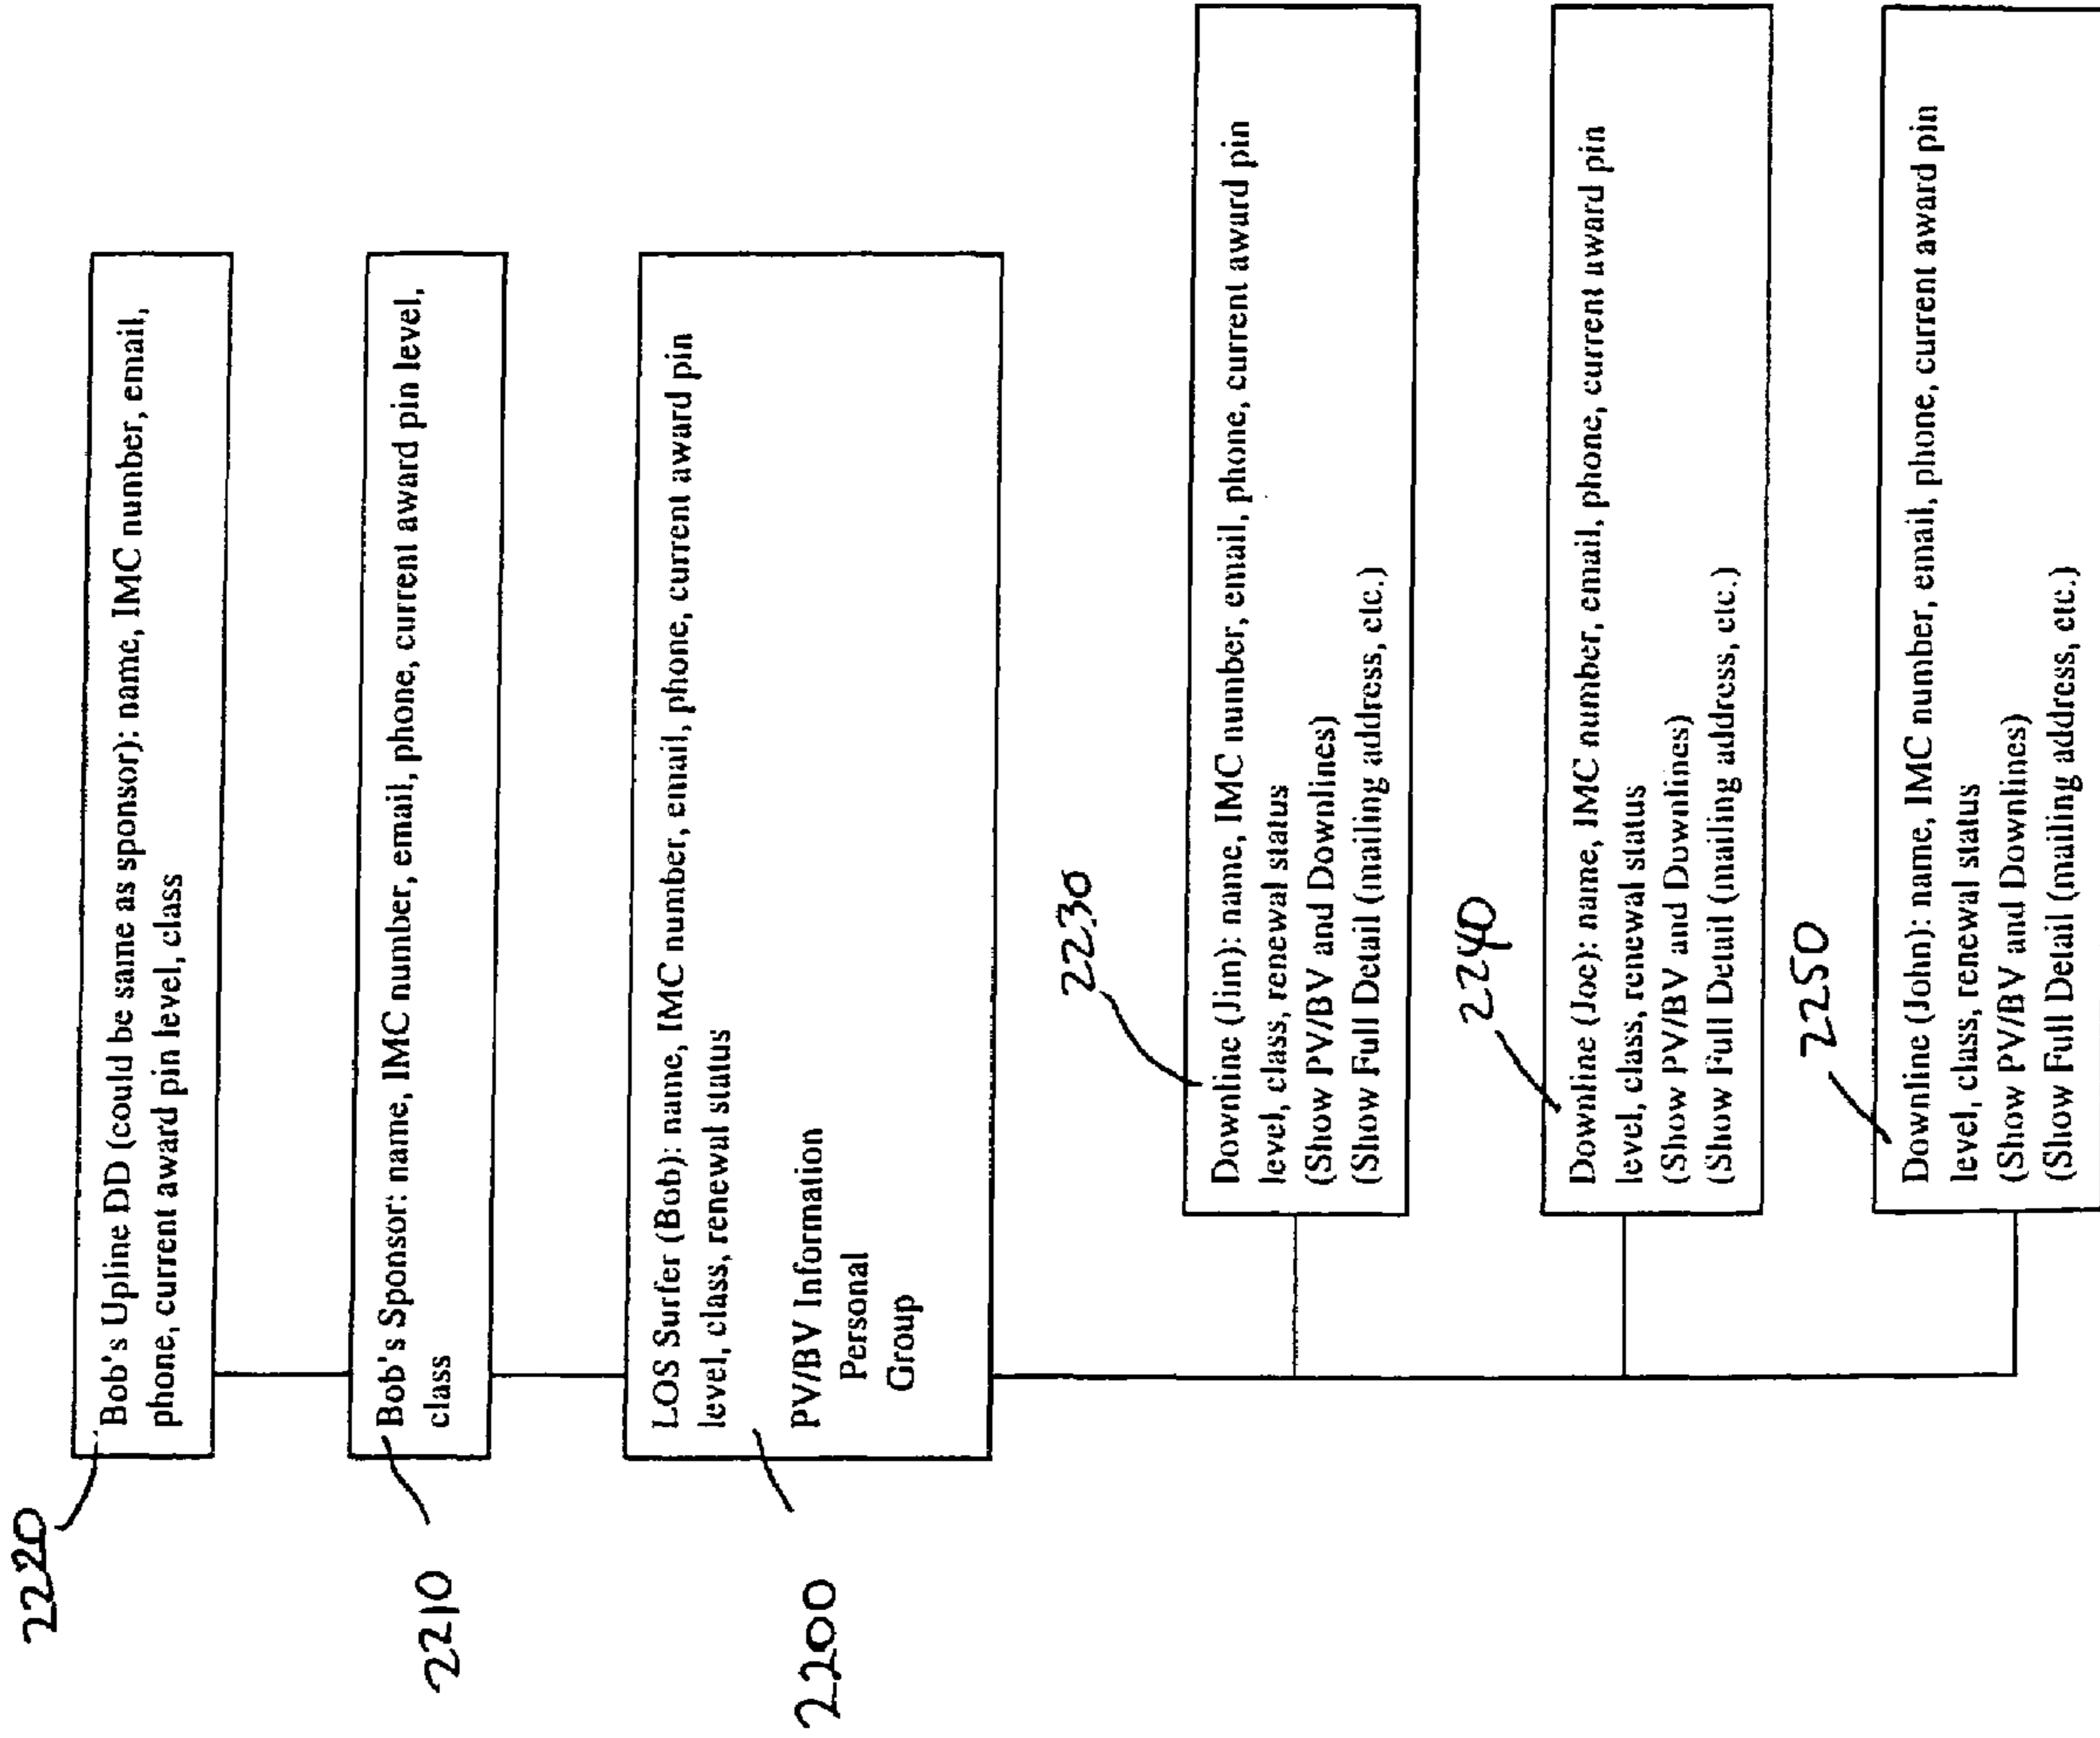 2220
Bob's Upline DD (could be same as sponsor): name, IMC number, email,
phone, current award pin level, class
2210
Bob's Sponsor: name, IMC number, email, phone, current award pin level,
class
2200
LOS Surfer (Bob): name, IMC number, email, phone, current award pin
level, class, renewal status
PV/BV Information
Personal
Group
2230
Downline (Jim): name, IMC number, email, phone, current award pin
level, class, renewal status
(Show PV/BV and Downlines)
(Show Full Detail (mailing address, etc.)
2240
Downline (Joe): name, IMC number, email, phone, current award pin
level, class, renewal status
(Show PV/BV and Downlines)
(Show Full Detail (mailing address, etc.)
2250
Downline (John): name, IMC number, email, phone, current award pin
level, class, renewal status
(Show PV/BV and Downlines)
(Show Full Detail (mailing address, etc.)